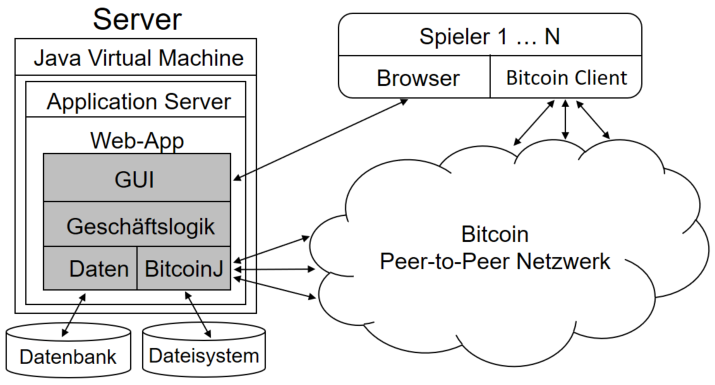 Server
Java Virtual Machine
Application Server
Web-App
GUI
Geschäftslogik
Daten
BitcoinJ
Datenbank
Dateisystem
Spieler 1 … N
Browser
Bitcoin Client
Bitcoin
Peer-to-Peer Netzwerk